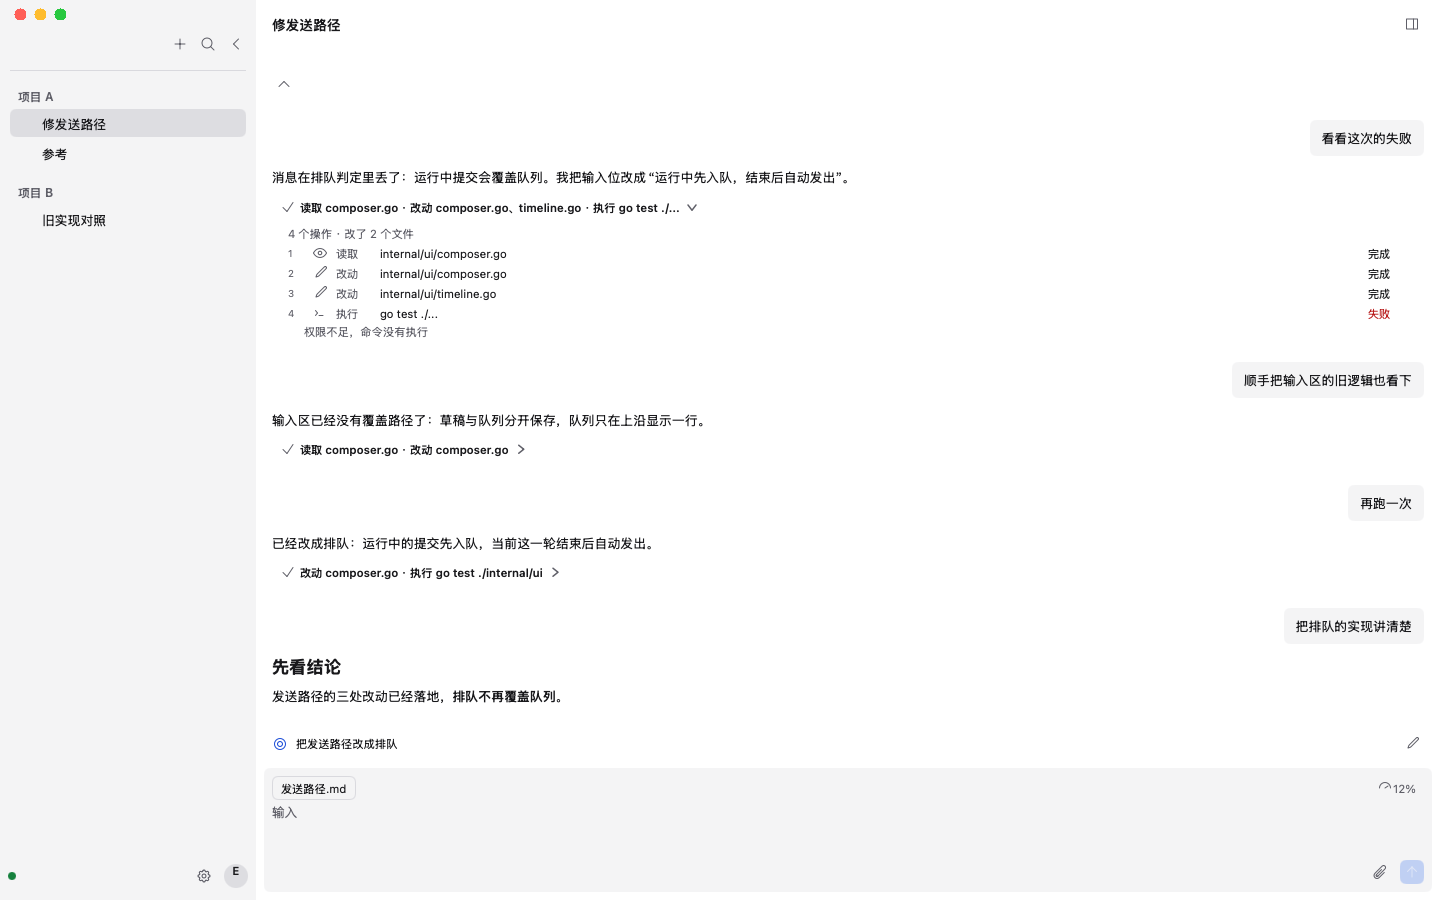 修发送路径
项目 A
修发送路径
参考
项目 B
旧实现对照
E
看看这次的失败
消息在排队判定里丢了：运行中提交会覆盖队列。我把输入位改成“运行中先入队，结束后自动发出”。
读取 composer.go · 改动 composer.go、timeline.go · 执行 go test ./...
4 个操作 · 改了 2 个文件
1 读取 internal/ui/composer.go 完成
2 改动 internal/ui/composer.go 完成
3 改动 internal/ui/timeline.go 完成
4 执行 go test ./... 失败
权限不足，命令没有执行
顺手把输入区的旧逻辑也看下
输入区已经没有覆盖路径了：草稿与队列分开保存，队列只在上沿显示一行。
读取 composer.go · 改动 composer.go
再跑一次
已经改成排队：运行中的提交先入队，当前这一轮结束后自动发出。
改动 composer.go · 执行 go test ./internal/ui
把排队的实现讲清楚
先看结论
发送路径的三处改动已经落地，排队不再覆盖队列。
把发送路径改成排队
发送路径.md
12%
输入